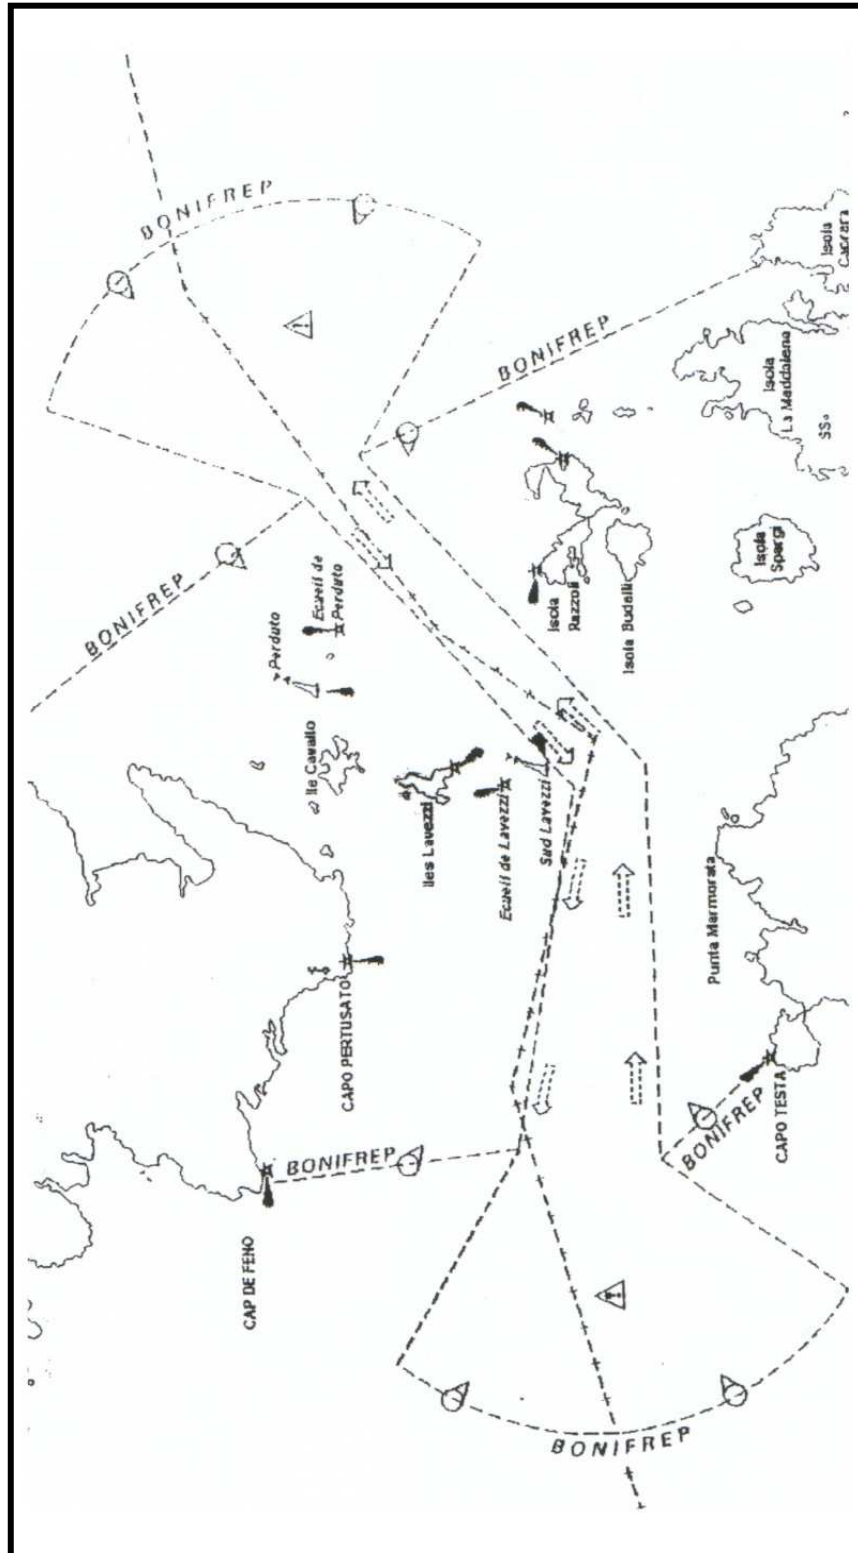 BONIFREP
BONIFREP
BONIFREP
BONIFREP
BONIFREP
BONIFREP
Perduto
Ecueil de
Perduto
Ile Cavallo
Iles Lavezzi
Ecueil de Lavezzi
Sud Lavezzi
CAPO PERTUSATO
CAP DE FENO
Isola
Caprara
Isola
La Maddalena
Isola
Spargi
Isola
Razzoli
Isola Budelli
Punta Marmorata
CAPO TESTA